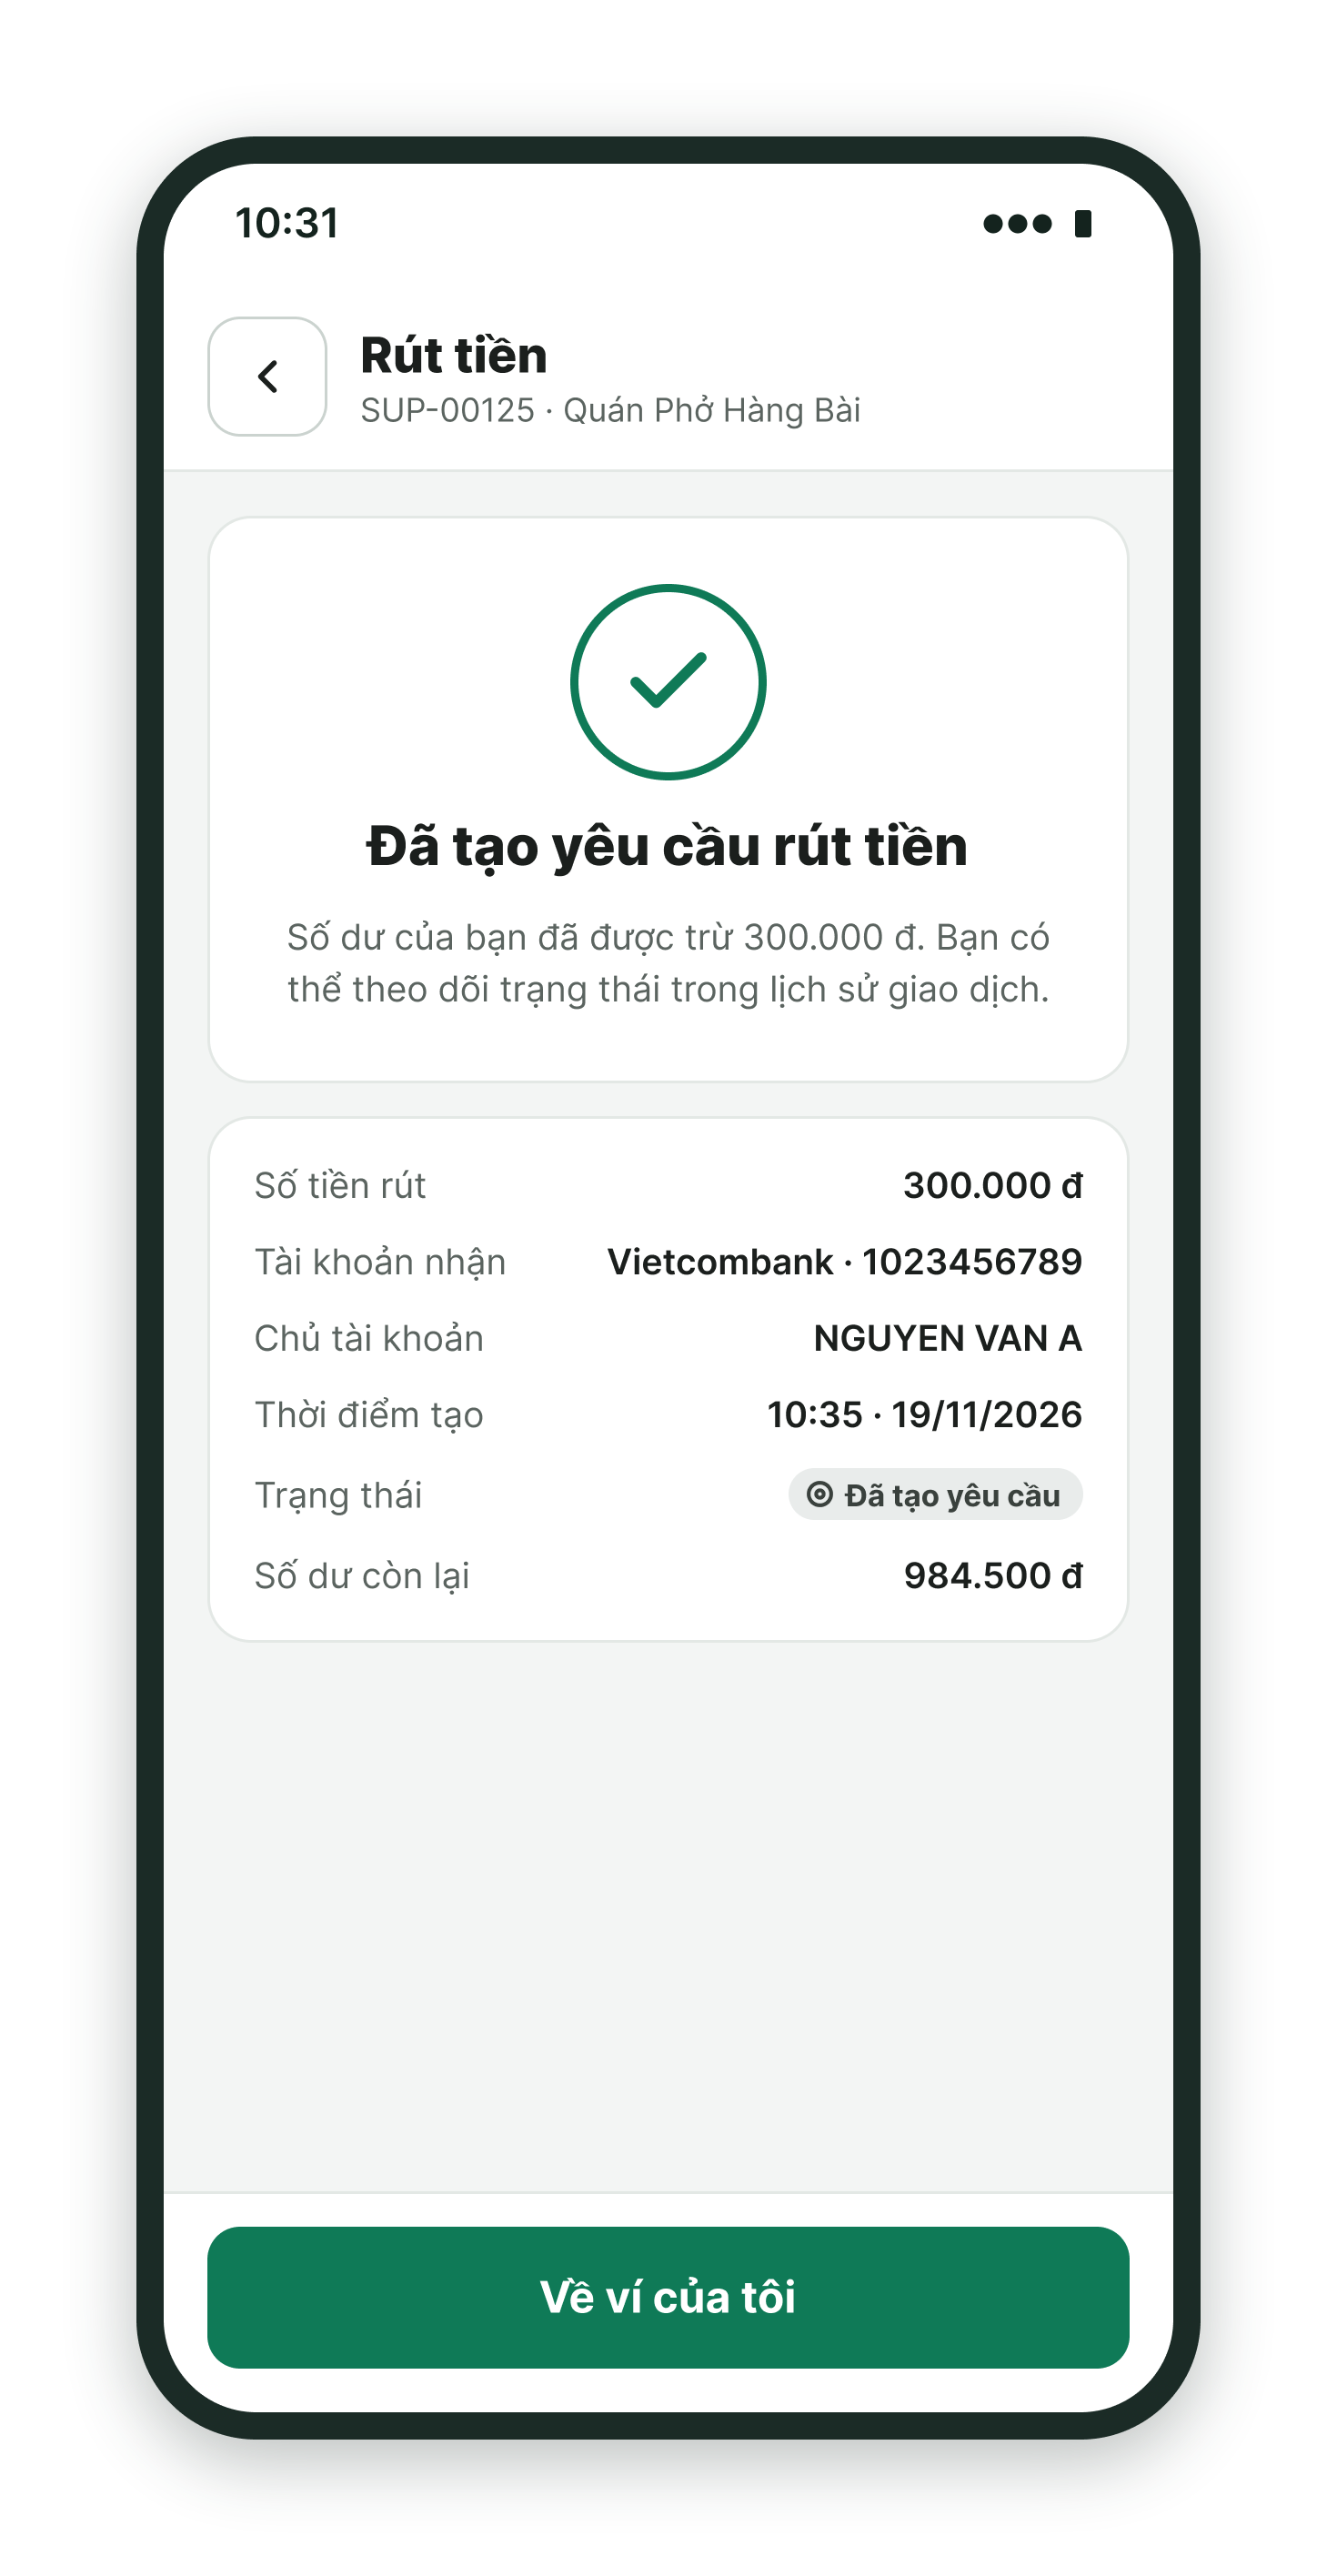 10:31
Rút tiền
SUP-00125 · Quán Phở Hàng Bài
Đã tạo yêu cầu rút tiền
Số dư của bạn đã được trừ 300.000 đ. Bạn có
thể theo dõi trạng thái trong lịch sử giao dịch.
Số tiền rút 300.000 đ
Tài khoản nhận Vietcombank · 1023456789
Chủ tài khoản NGUYEN VAN A
Thời điểm tạo 10:35 · 19/11/2026
Trạng thái Đã tạo yêu cầu
Số dư còn lại 984.500 đ
Về ví của tôi